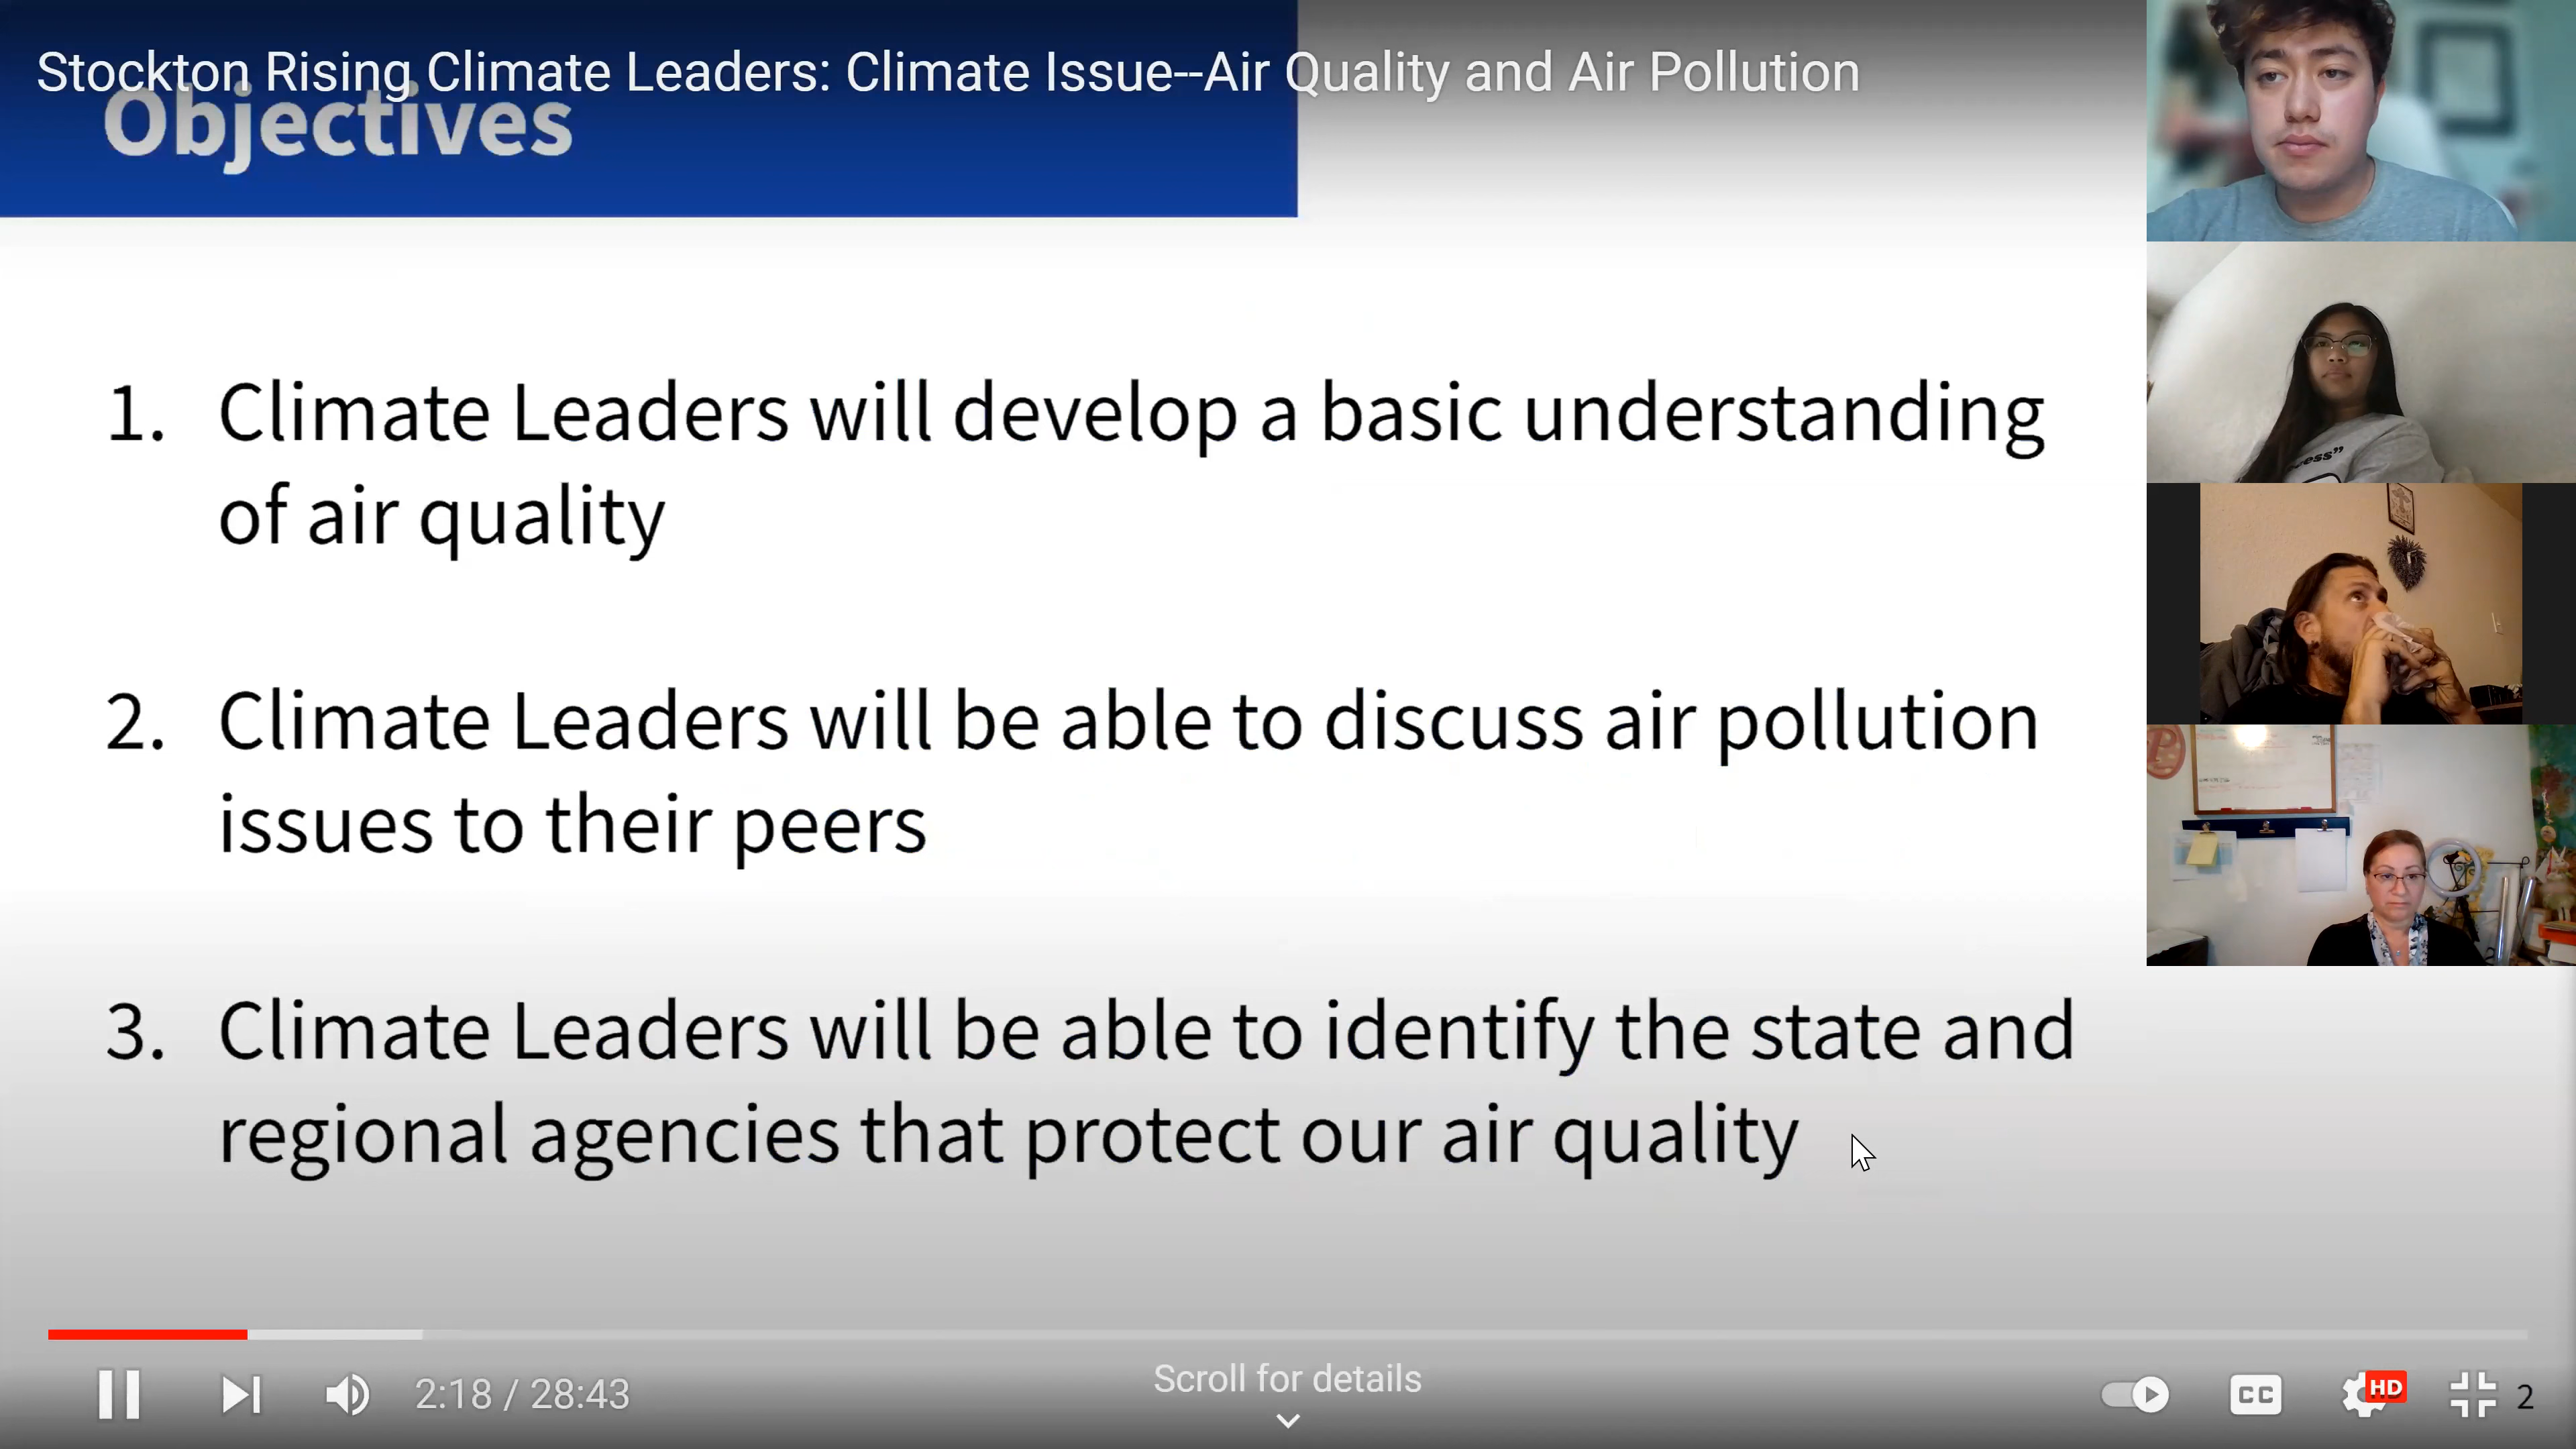 Stockton Rising Climate Leaders: Climate Issue--Air Quality and Air Pollution
Objectives
1. Climate Leaders will develop a basic understanding
of air quality
2. Climate Leaders will be able to discuss air pollution
issues to their peers
3. Climate Leaders will be able to identify the state and
regional agencies that protect our air quality
P
2:18 / 28:43
Scroll for details
CC
HD
2